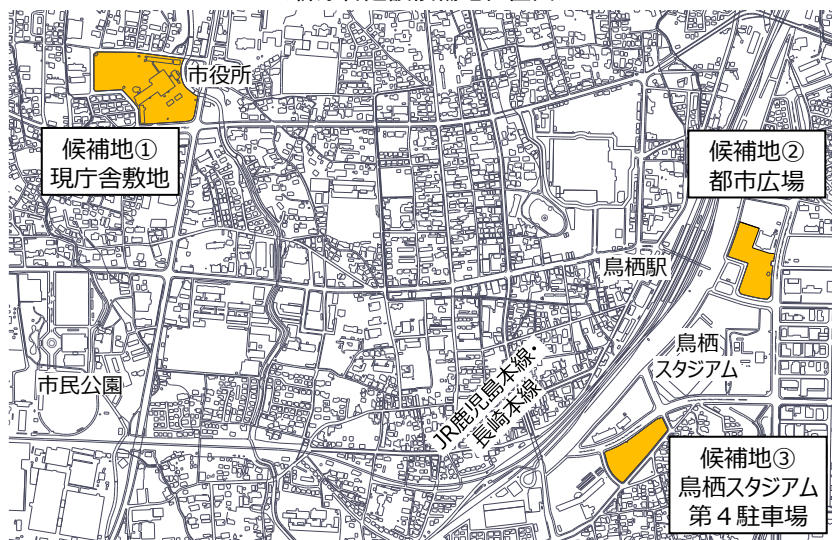 市役所
候補地①
現庁舎敷地
候補地②
都市広場
鳥栖駅
鳥栖
スタジアム
市民公園
JR鹿児島本線・
長崎本線
候補地③
鳥栖スタジアム
第4駐車場